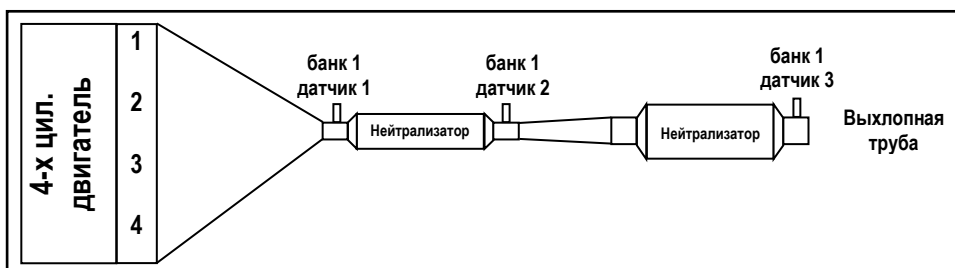 4-х цил.
двигатель
1
2
3
4
банк 1
датчик 1
Нейтрализатор
банк 1
датчик 2
Нейтрализатор
банк 1
датчик 3
Выхлопная
труба